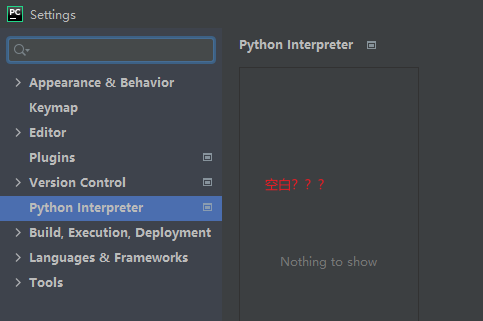 PC
Settings
Python Interpreter
Appearance & Behavior
Keymap
Editor
Plugins
Version Control
Python Interpreter
Build, Execution, Deployment
Languages & Frameworks
Tools
空白？？？
Nothing to show